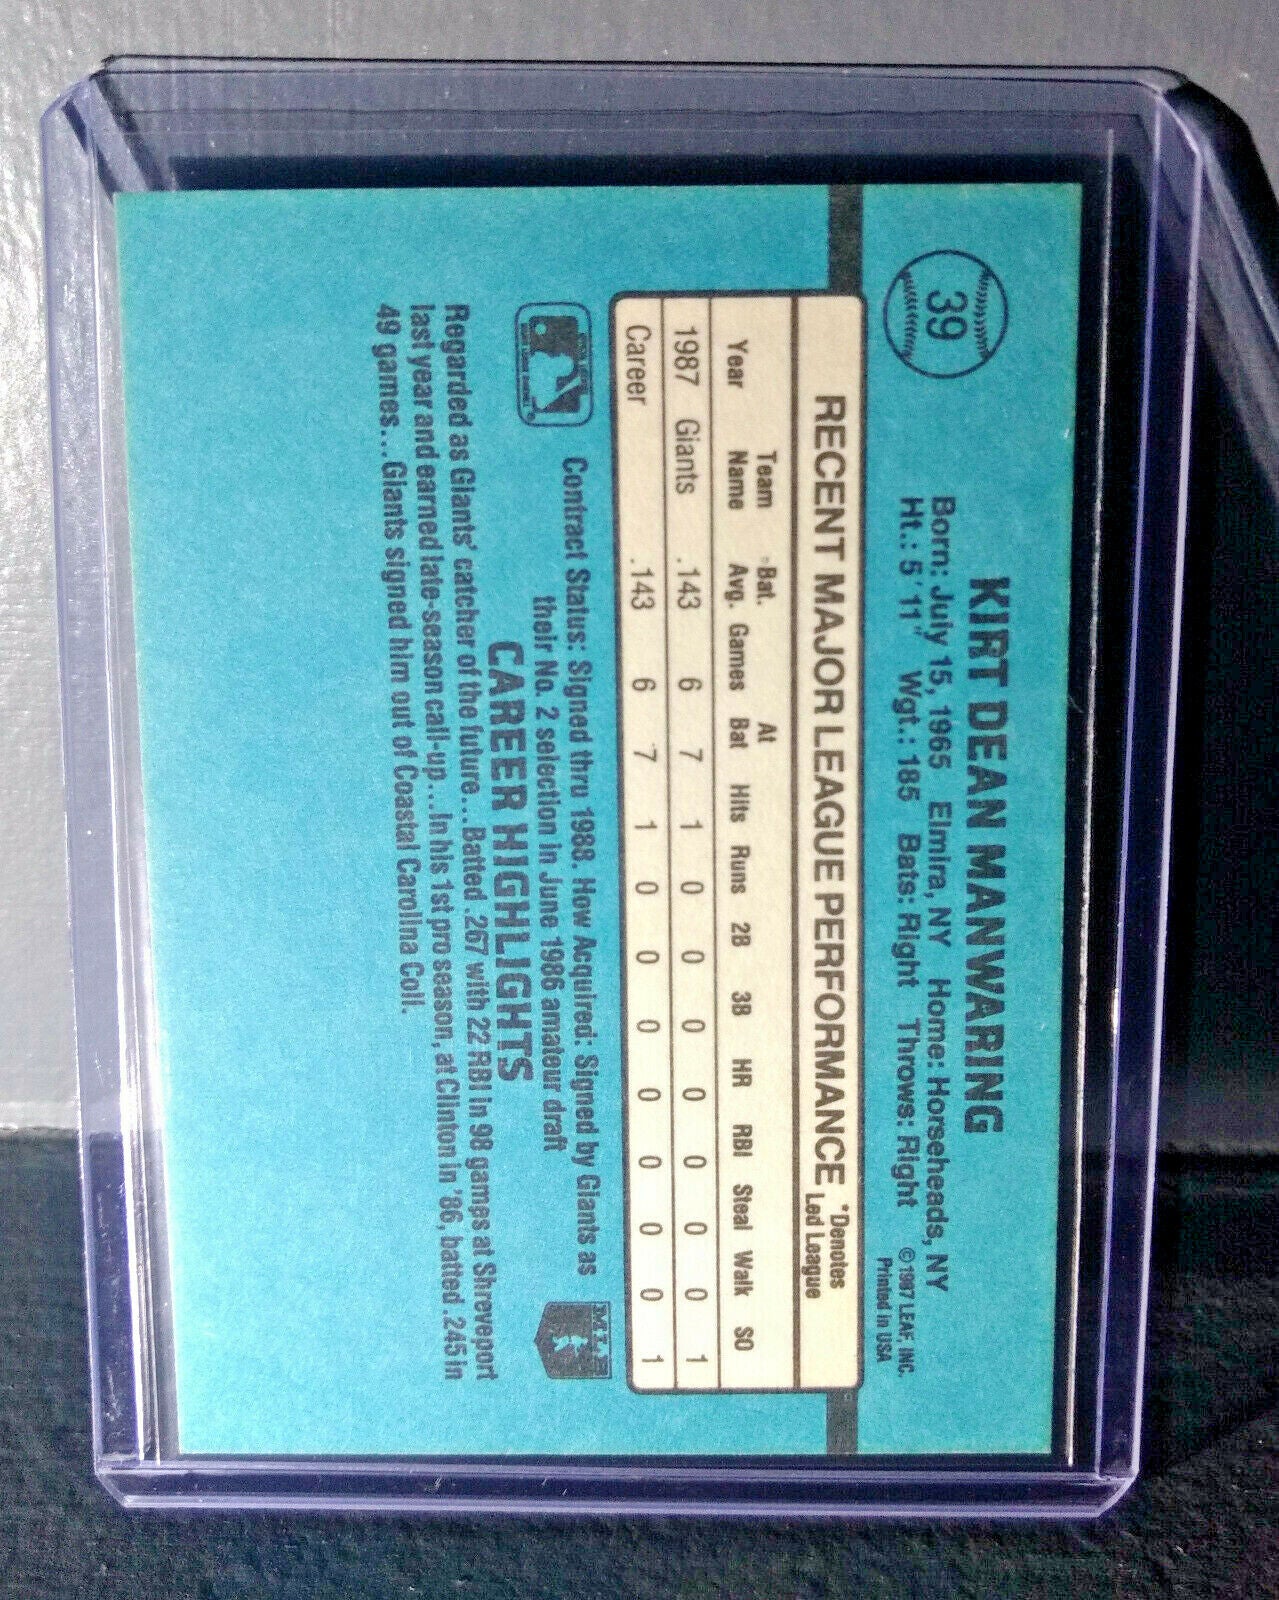 39
KIRT DEAN MANWARING
Born: July 15, 1965 Elmira, NY Home: Horseheads, NY
Ht.: 5'11" Wgt.: 185 Bats: Right Throws: Right
©1987 LEAF, INC.
Printed in USA
RECENT MAJOR LEAGUE PERFORMANCE *Denotes Led League
Year Team Name Bat. Avg. Games At Bat Hits Runs 2B 3B HR RBI Steal Walk SO
1987 Giants .143 6 7 1 0 0 0 0 0 0 0 1
Career .143 6 7 1 0 0 0 0 0 0 0 1
Contract Status: Signed thru 1988. How Acquired: Signed by Giants as
their No. 2 selection in June 1986 amateur draft
CAREER HIGHLIGHTS
Regarded as Giants' catcher of the future...Batted .267 with 22 RBI in 98 games at Shreveport
last year and earned late-season call-up...In his 1st pro season, at Clinton in '86, batted .245 in
49 games...Giants signed him out of Coastal Carolina Coll.